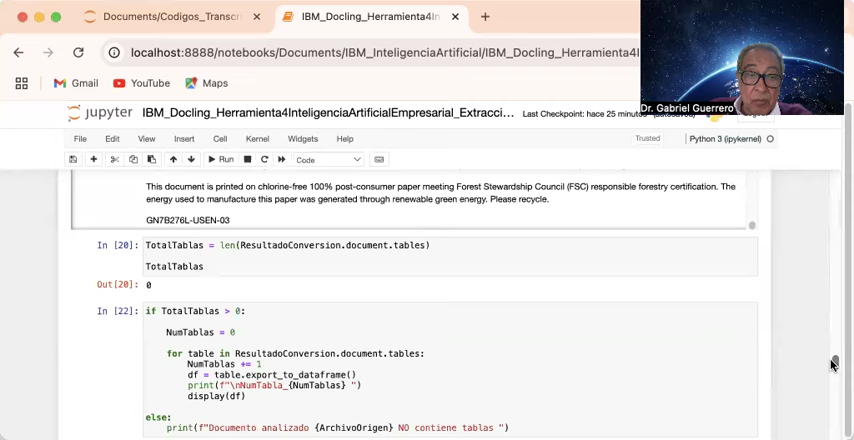 Documents/Codigos_Transcri
IBM_Docling_Herramienta4In
localhost:8888/notebooks/Documents/IBM_InteligenciaArtificial/IBM_Docling_Herramienta4I
Gmail YouTube Maps
Dr. Gabriel Guerrero
jupyter IBM_Docling_Herramienta4InteligenciaArtificialEmpresarial_Extracci... Last Checkpoint: hace 25 minutos
File Edit View Insert Cell Kernel Widgets Help Trusted Python 3 (ipykernel)
Run Code
This document is printed on chlorine-free 100% post-consumer paper meeting Forest Stewardship Council (FSC) responsible forestry certification. The
energy used to manufacture this paper was generated through renewable green energy. Please recycle.
GN7B276L-USEN-03
In [20]: TotalTablas = len(ResultadoConversion.document.tables)
TotalTablas
Out[20]: 0
In [22]: if TotalTablas > 0:
NumTablas = 0
for table in ResultadoConversion.document.tables:
NumTablas += 1
df = table.export_to_dataframe()
print(f"\nNumTabla_{NumTablas} ")
display(df)
else:
print(f"Documento analizado {ArchivoOrigen} NO contiene tablas ")